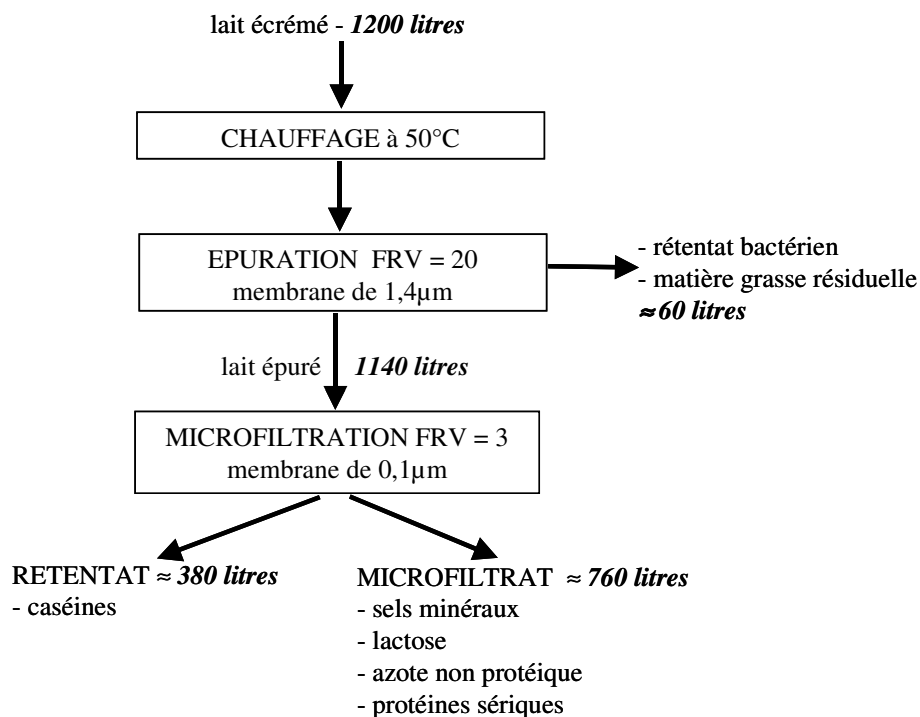 lait écrémé - 1200 litres
CHAUFFAGE à 50°C
EPURATION FRV = 20
membrane de 1,4µm
- rétentat bactérien
- matière grasse résiduelle
≈60 litres
lait épuré 1140 litres
MICROFILTRATION FRV = 3
membrane de 0,1µm
RETENTAT ≈ 380 litres
- caséines
MICROFILTRAT ≈ 760 litres
- sels minéraux
- lactose
- azote non protéique
- protéines sériques